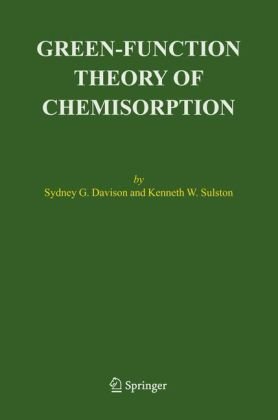 GREEN-FUNCTION
THEORY OF
CHEMISORPTION
by
Sydney G. Davison and Kenneth W. Sulston
Springer